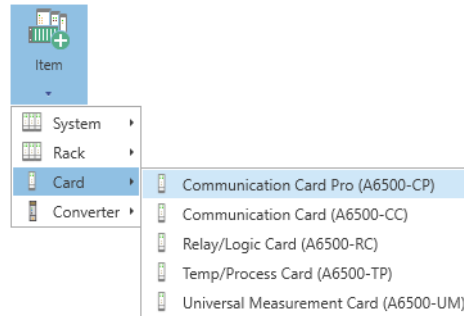 Item
System
Rack
Card
Converter
Communication Card Pro (A6500-CP)
Communication Card (A6500-CC)
Relay/Logic Card (A6500-RC)
Temp/Process Card (A6500-TP)
Universal Measurement Card (A6500-UM)